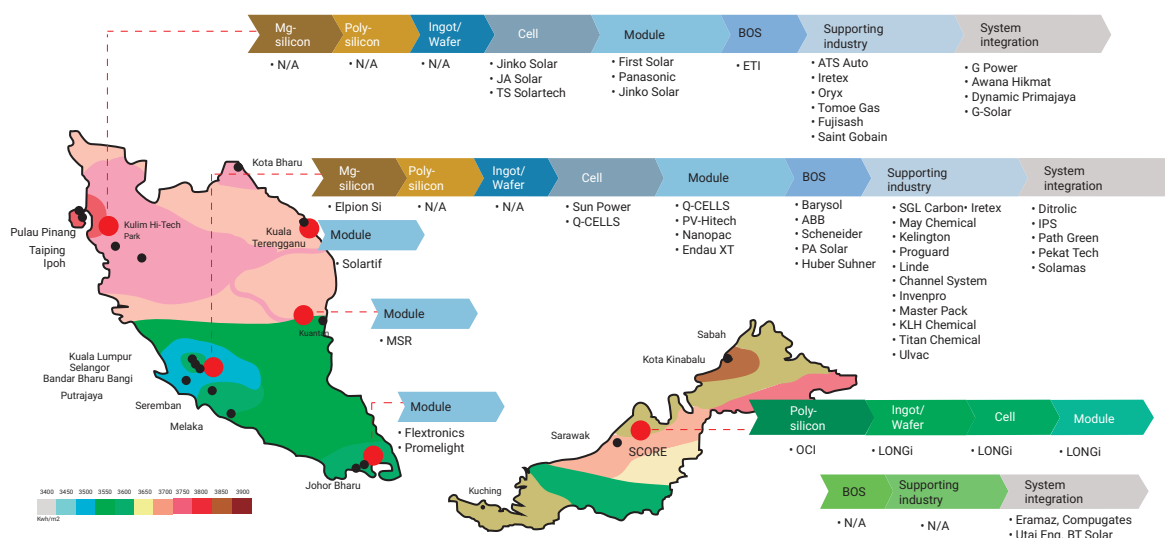 Mg-
silicon
Poly-
silicon
Ingot/
Wafer
Cell
Module
BOS
Supporting
industry
System
integration
• N/A
• N/A
• N/A
• Jinko Solar
• JA Solar
• TS Solartech
• First Solar
• Panasonic
• Jinko Solar
• ETI
• ATS Auto
• Iretex
• Oryx
• Tomoe Gas
• Fujisash
• Saint Gobain
• G Power
• Awana Hikmat
• Dynamic Primajaya
• G-Solar
Mg-
silicon
Poly-
silicon
Ingot/
Wafer
Cell
Module
BOS
Supporting
industry
System
integration
• Elpion Si
• N/A
• N/A
• Sun Power
• Q-CELLS
• Q-CELLS
• PV-Hitech
• Nanopac
• Endau XT
• Barysol
• ABB
• Scheneider
• PA Solar
• Huber Suhner
• SGL Carbon• Iretex
• May Chemical
• Kelington
• Proguard
• Linde
• Channel System
• Invenpro
• Master Pack
• KLH Chemical
• Titan Chemical
• Ulvac
• Ditrolic
• IPS
• Path Green
• Pekat Tech
• Solamas
Kota Bharu
Pulau Pinang
Taiping
Ipoh
Kulim Hi-Tech
Park
Kuala
Terengganu
Module
• Solartif
Kuantan
Module
• MSR
Kuala Lumpur
Selangor
Bandar Bharu Bangi
Putrajaya
Seremban
Melaka
Module
• Flextronics
• Promelight
Johor Bharu
3400 3450 3500 3550 3600 3650 3700 3750 3800 3850 3900
Kwh/m2
Sabah
Kota Kinabalu
Sarawak
SCORE
Kuching
Poly-
silicon
Ingot/
Wafer
Cell
Module
• OCI
• LONGi
• LONGi
• LONGi
BOS
Supporting
industry
System
integration
• N/A
• N/A
• Eramaz, Compugates
• Utai Eng, BT Solar